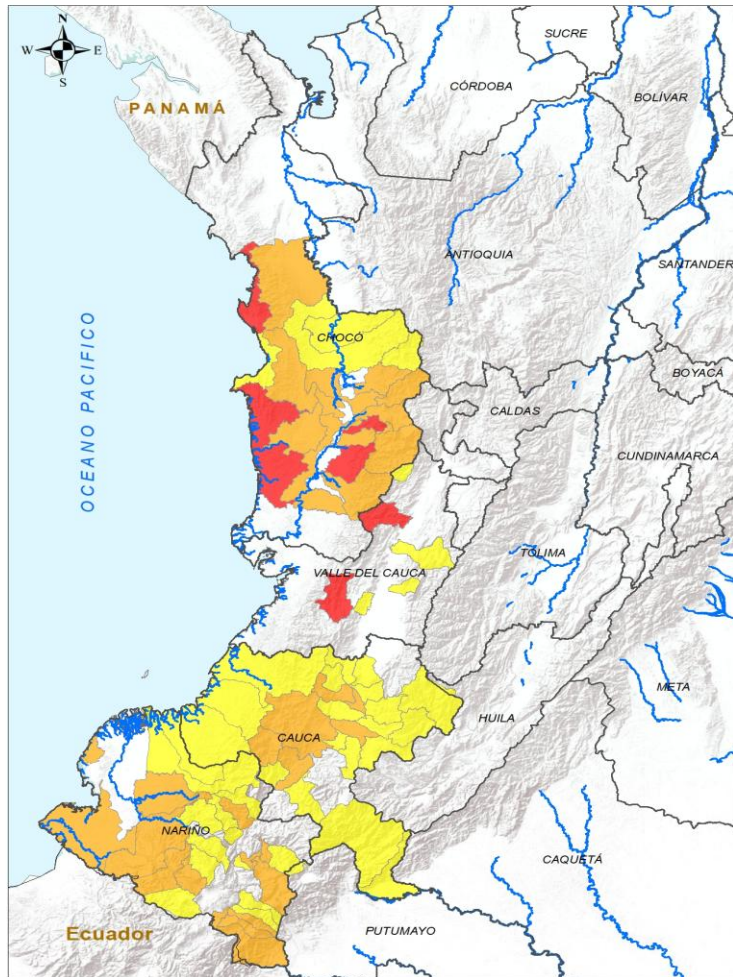 N
W E
S
SUCRE
CÓRDOBA
BOLÍVAR
PANAMÁ
ANTIOQUIA
SANTANDER
OCEANO PACIFICO
CHOCÓ
BOYACÁ
CALDAS
CUNDINAMARCA
TOLIMA
VALLE DEL CAUCA
META
HUILA
CAUCA
NARIÑO
CAQUETÁ
Ecuador
PUTUMAYO